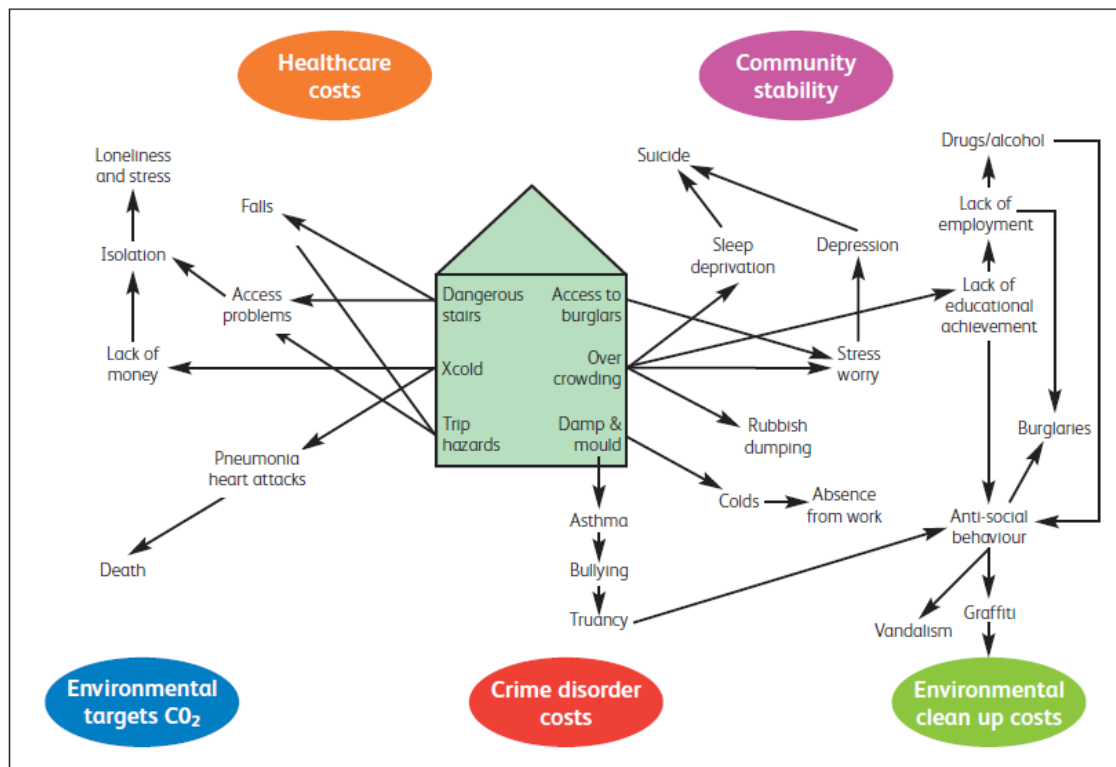 Healthcare
costs
Community
stability
Loneliness
and stress
Falls
Isolation
Access
problems
Lack of
money
Pneumonia
heart attacks
Death
Dangerous
stairs
Xcold
Trip
hazards
Access to
burglars
Over
crowding
Damp &
mould
Asthma
Bullying
Truancy
Suicide
Sleep
deprivation
Depression
Stress
worry
Rubbish
dumping
Colds
Absence
from work
Drugs/alcohol
Lack of
employment
Lack of
educational
achievement
Burglaries
Anti-social
behaviour
Vandalism
Graffiti
Environmental
targets C0₂
Crime disorder
costs
Environmental
clean up costs